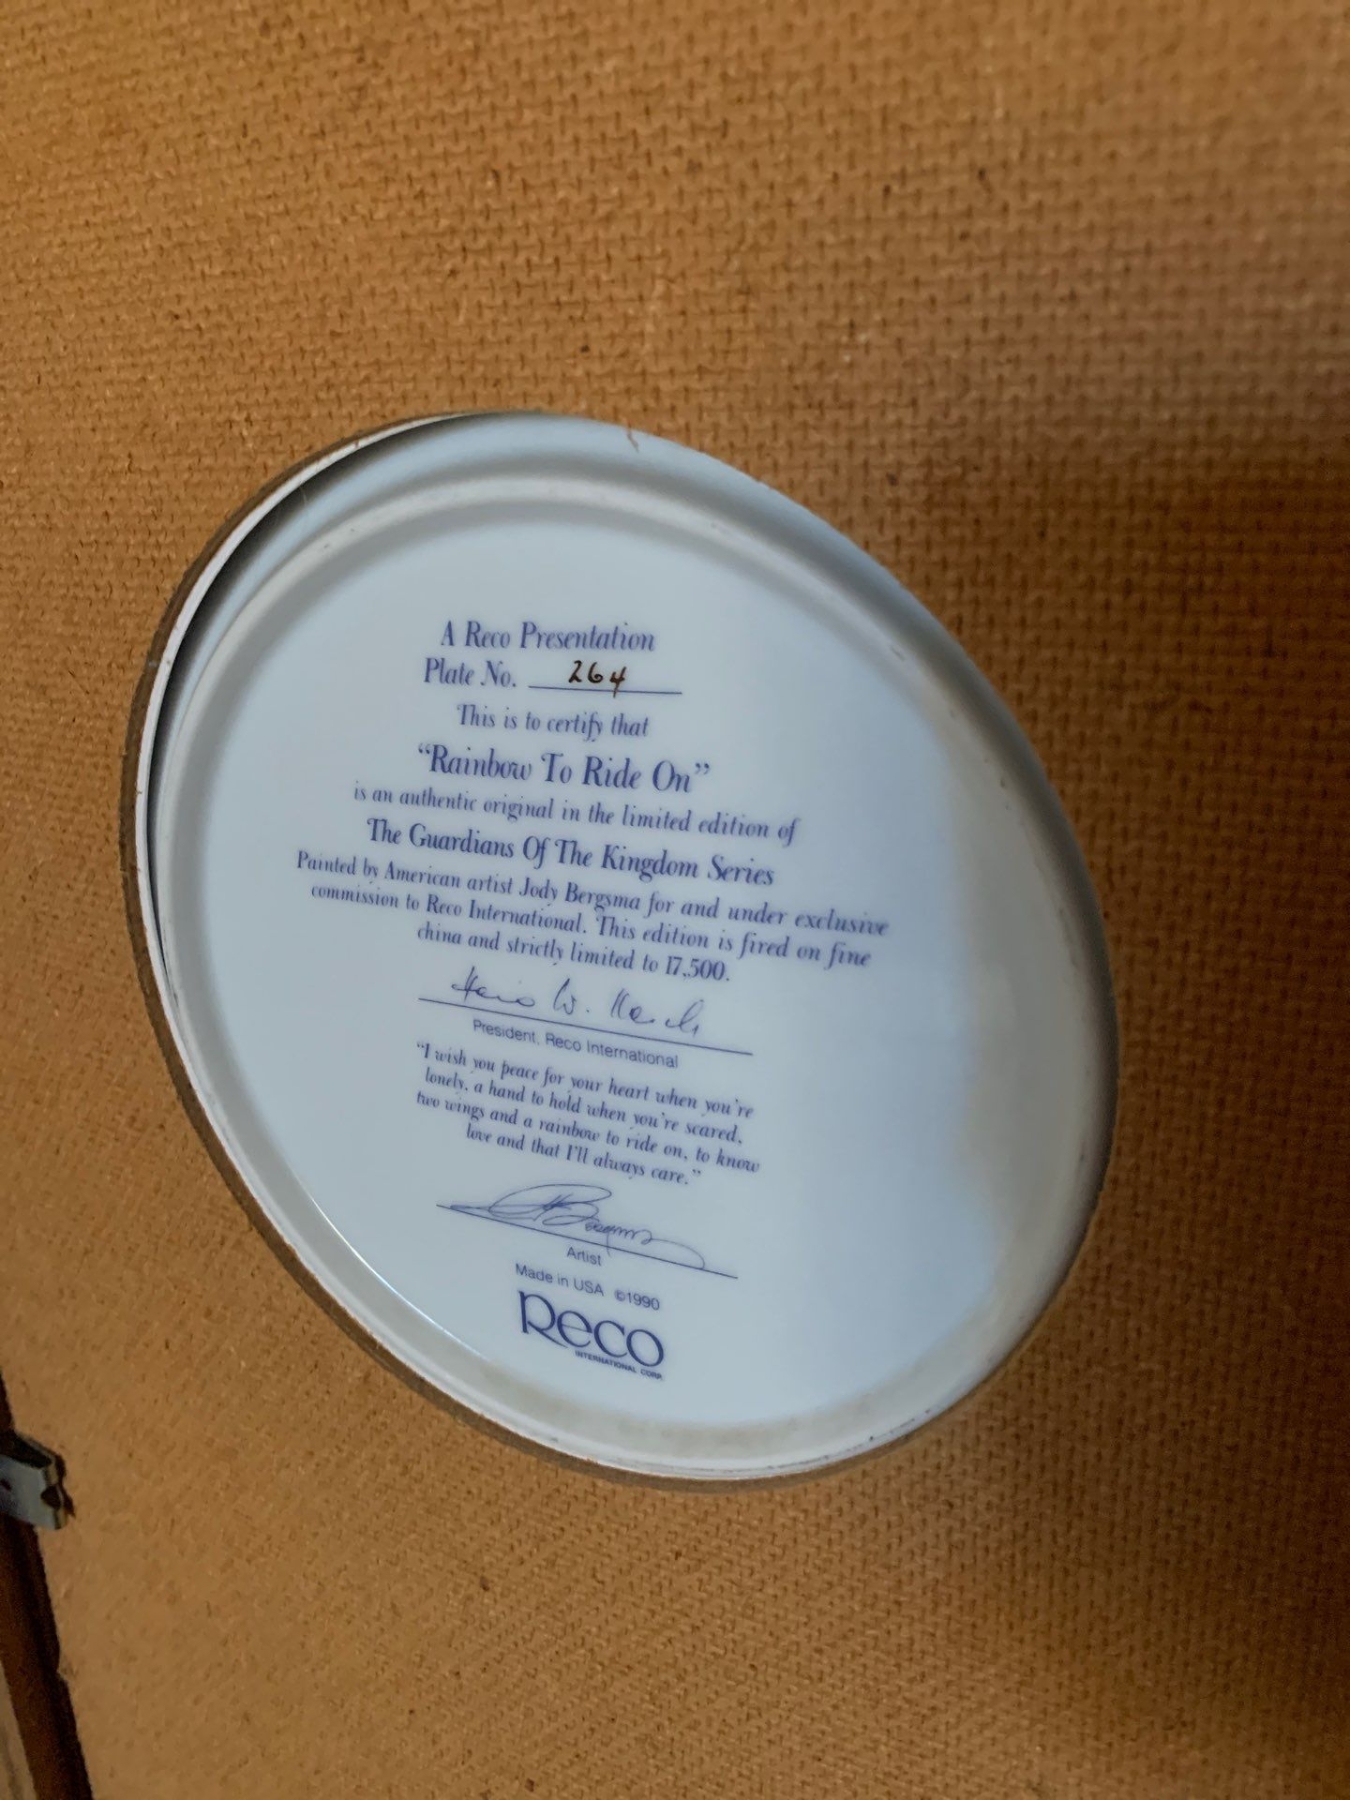 A Reco Presentation
Plate No. 264
This is to certify that
“Rainbow To Ride On”
is an authentic original in the limited edition of
The Guardians Of The Kingdom Series
Painted by American artist Jody Bergsma for and under exclusive
commission to Reco International. This edition is fired on fine
china and strictly limited to 17,500.
President, Reco International
“I wish you peace for your heart when you're
lonely, a hand to hold when you're scared,
two wings and a rainbow to ride on, to know
love and that I'll always care.”
Artist
Made in USA ©1990
Reco
INTERNATIONAL CORP.